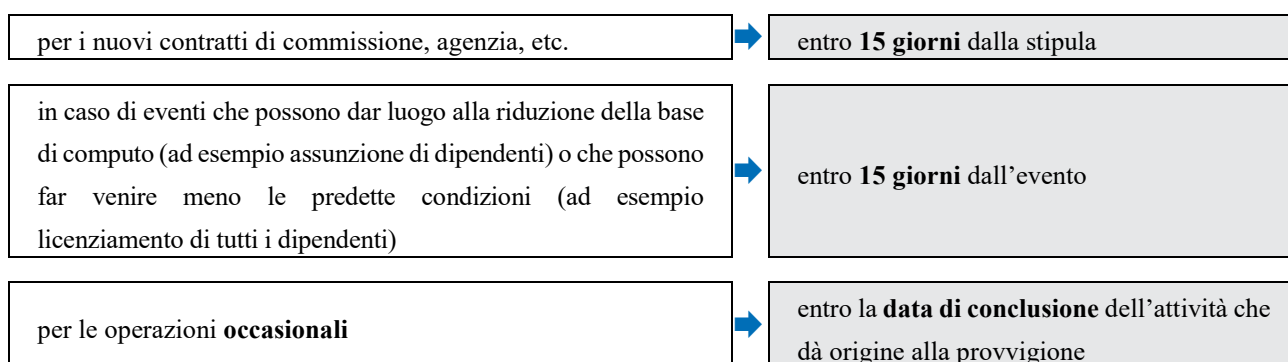 per i nuovi contratti di commissione, agenzia, etc.
entro 15 giorni dalla stipula
in caso di eventi che possono dar luogo alla riduzione della base
di computo (ad esempio assunzione di dipendenti) o che possono
far venire meno le predette condizioni (ad esempio
licenziamento di tutti i dipendenti)
entro 15 giorni dall’evento
per le operazioni occasionali
entro la data di conclusione dell’attività che
dà origine alla provvigione